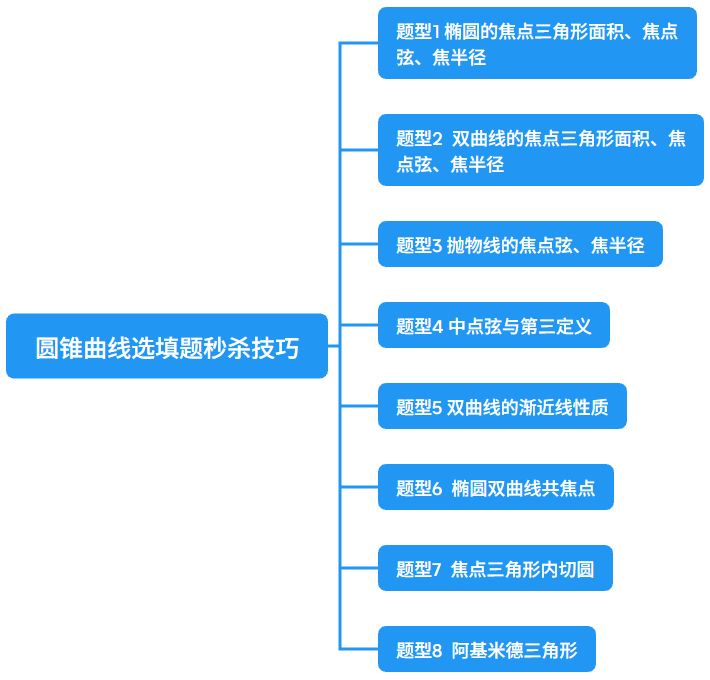 圆锥曲线选填题秒杀技巧
题型1 椭圆的焦点三角形面积、焦点
弦、焦半径
题型2 双曲线的焦点三角形面积、焦
点弦、焦半径
题型3 抛物线的焦点弦、焦半径
题型4 中点弦与第三定义
题型5 双曲线的渐近线性质
题型6 椭圆双曲线共焦点
题型7 焦点三角形内切圆
题型8 阿基米德三角形